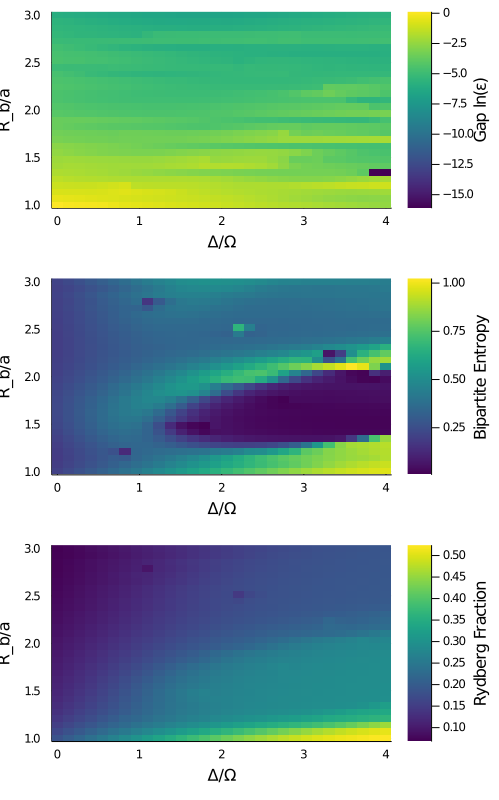 3.0
2.5
2.0
1.5
1.0
R_b/a
0 1 2 3 4
Δ/Ω
0
−2.5
−5.0
−7.5
−10.0
−12.5
−15.0
Gap ln(ε)
3.0
2.5
2.0
1.5
1.0
R_b/a
0 1 2 3 4
Δ/Ω
1.00
0.75
0.50
0.25
Bipartite Entropy
3.0
2.5
2.0
1.5
1.0
R_b/a
0 1 2 3 4
Δ/Ω
0.50
0.45
0.40
0.35
0.30
0.25
0.20
0.15
0.10
Rydberg Fraction